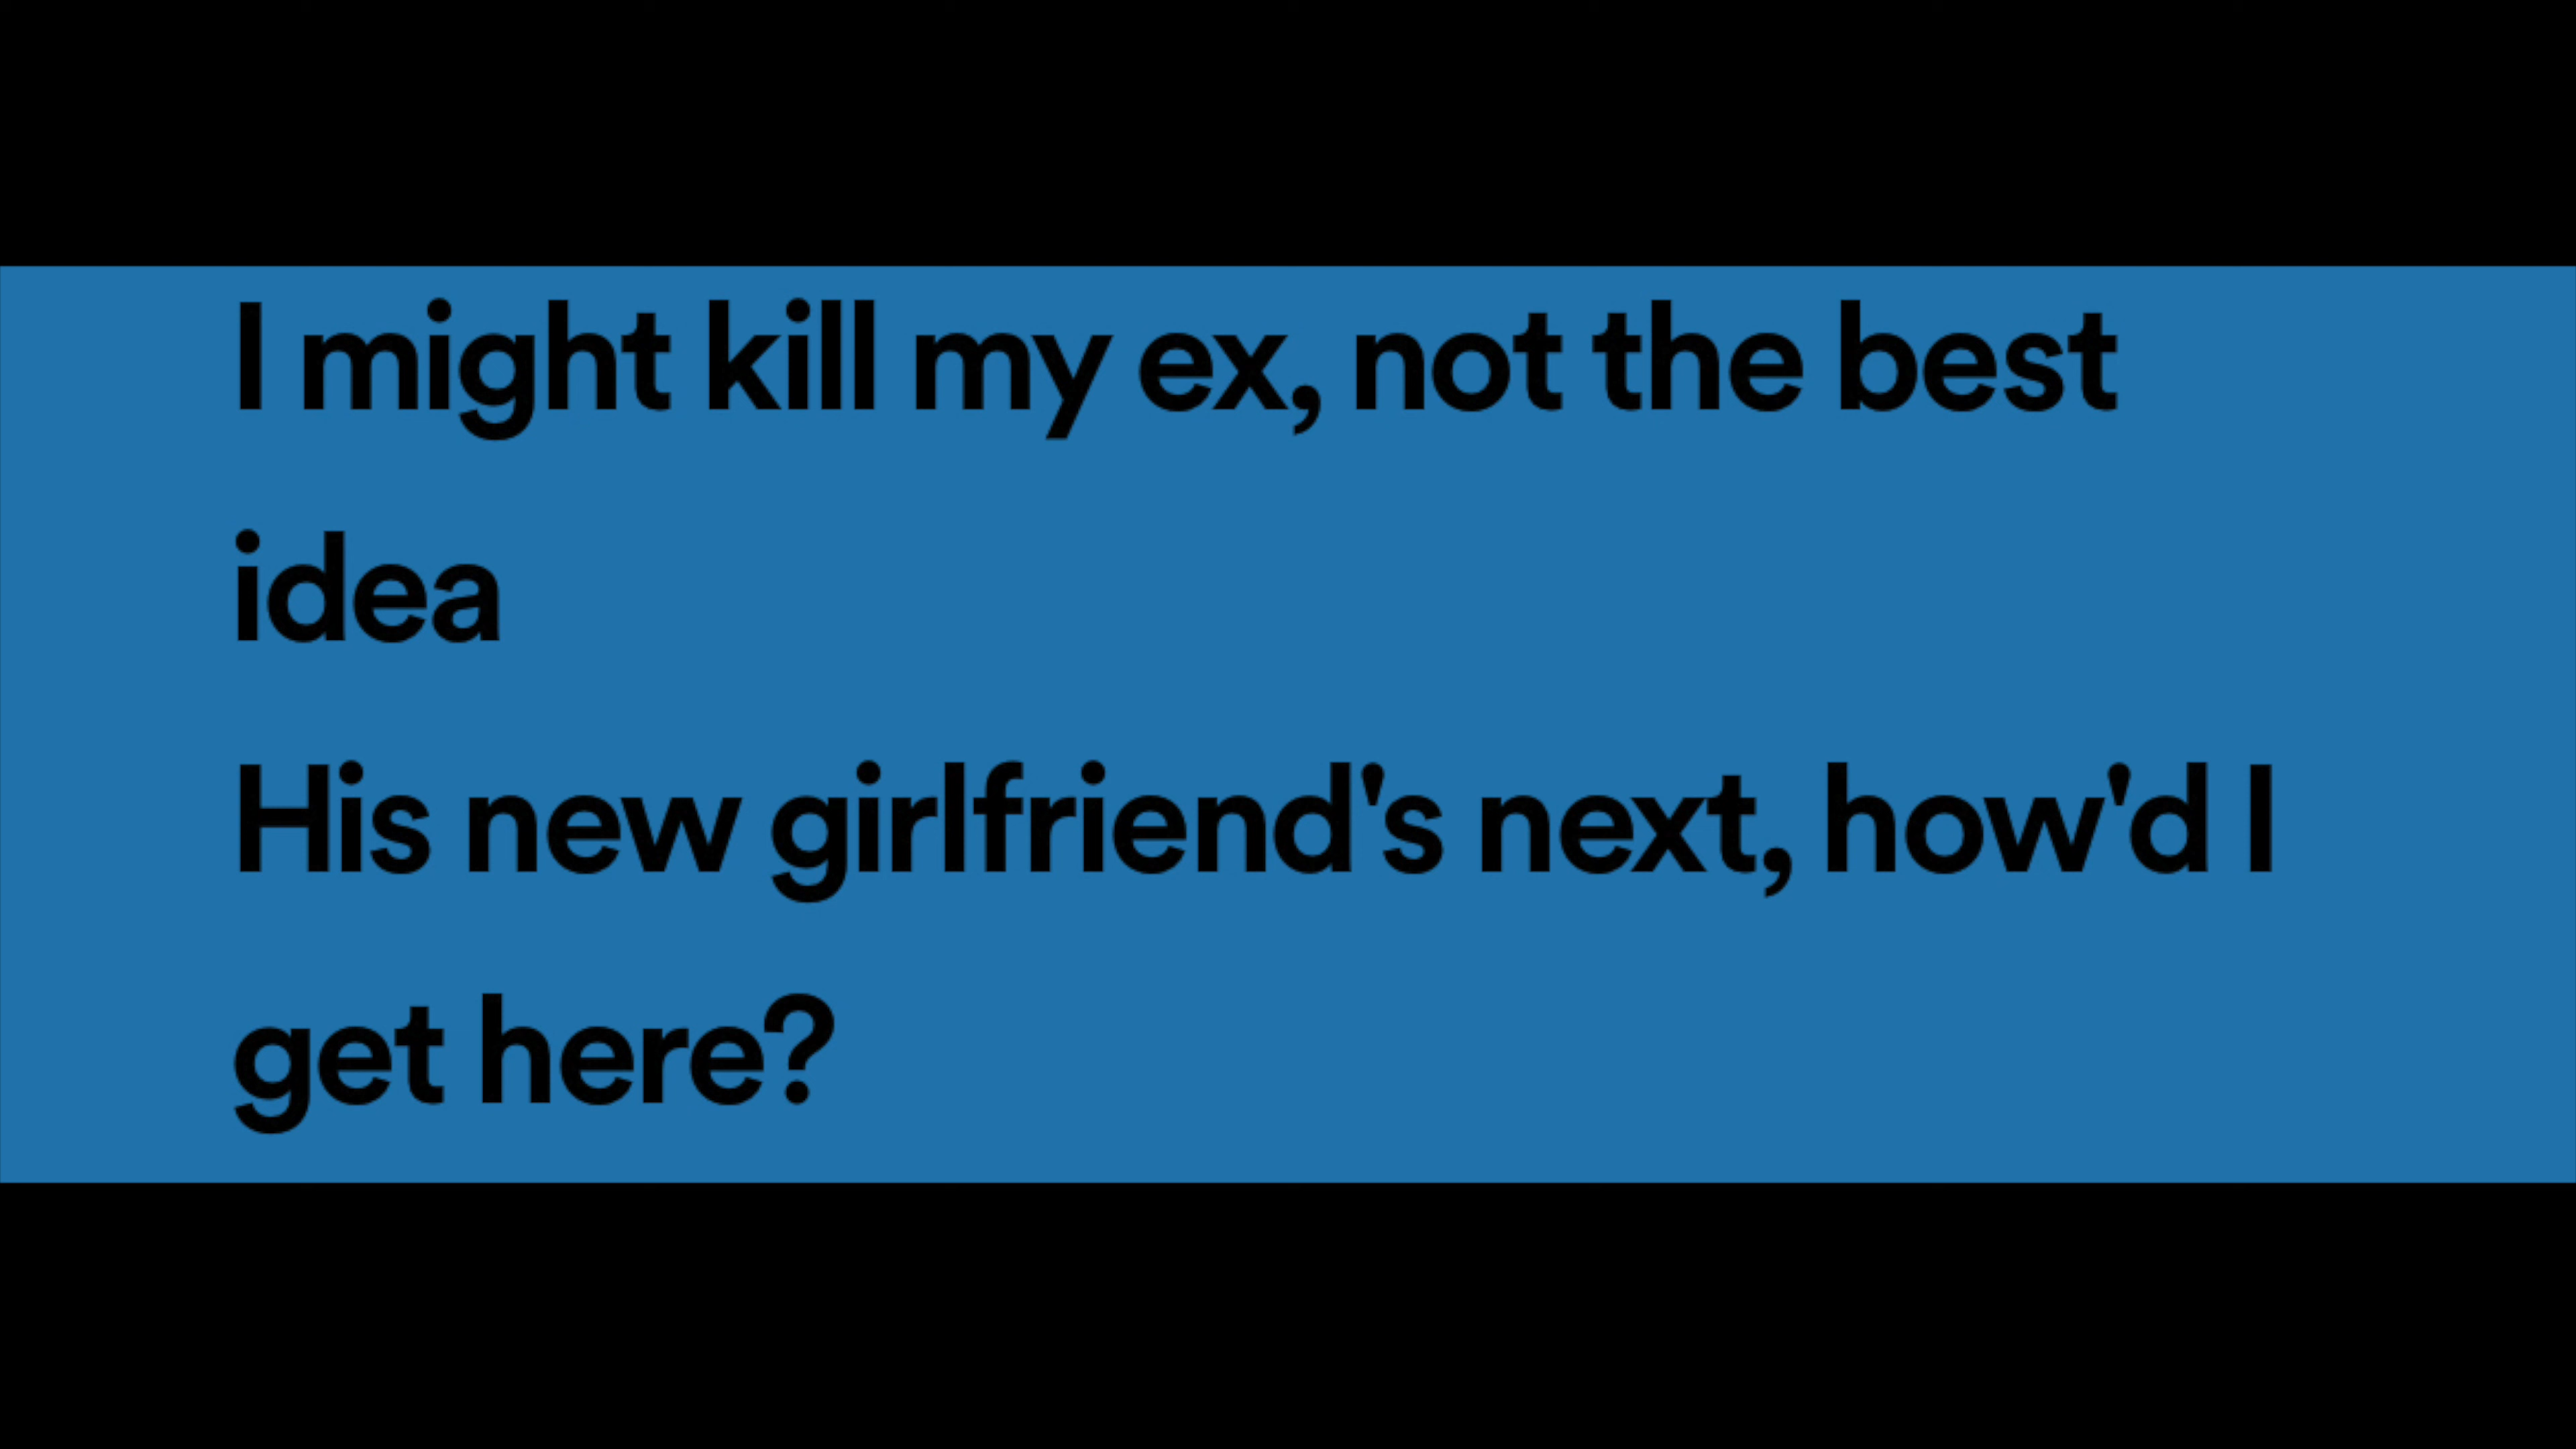 I might kill my ex, not the best
idea
His new girlfriend's next, how'd I
get here?